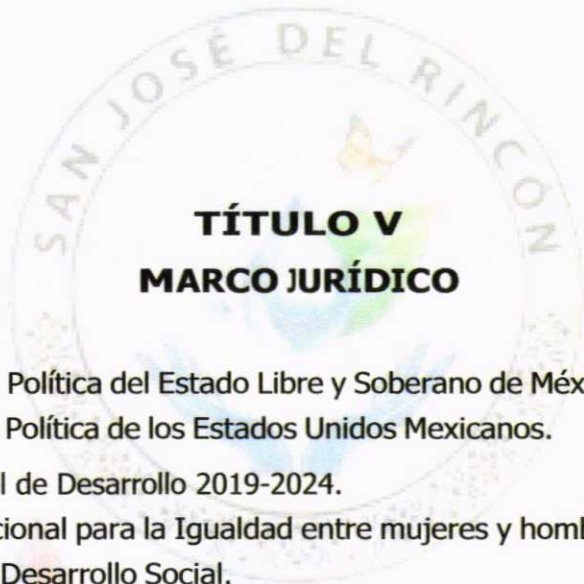 SAN JOSÉ DEL RINCÓN
TÍTULO V
MARCO JURÍDICO
Política del Estado Libre y Soberano de Méx
Política de los Estados Unidos Mexicanos.
l de Desarrollo 2019-2024.
cional para la Igualdad entre mujeres y homb
Desarrollo Social.